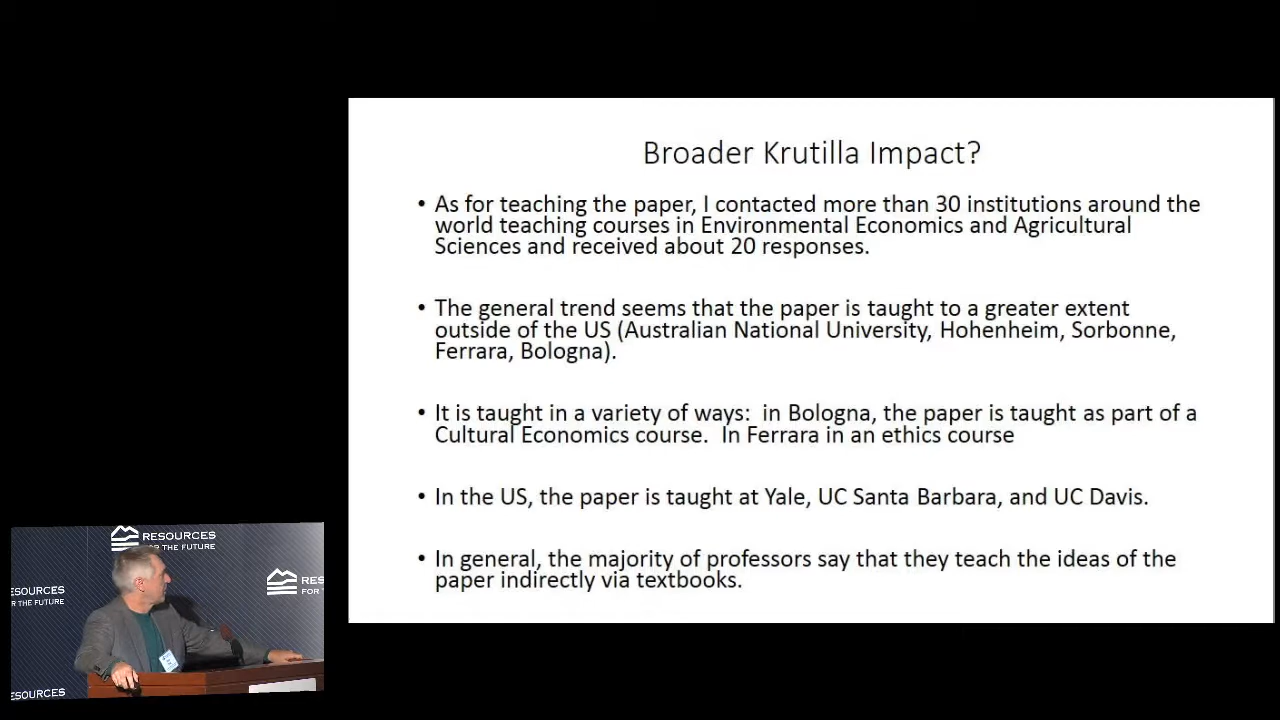 Broader Krutilla Impact?
• As for teaching the paper, I contacted more than 30 institutions around the
world teaching courses in Environmental Economics and Agricultural
Sciences and received about 20 responses.
• The general trend seems that the paper is taught to a greater extent
outside of the US (Australian National University, Hohenheim, Sorbonne,
Ferrara, Bologna).
• It is taught in a variety of ways:  in Bologna, the paper is taught as part of a
Cultural Economics course.  In Ferrara in an ethics course
• In the US, the paper is taught at Yale, UC Santa Barbara, and UC Davis.
• In general, the majority of professors say that they teach the ideas of the
paper indirectly via textbooks.
RESOURCES
FOR THE FUTURE
ESOURCES
R THE FUTURE
RES
FOR T
ESOURCES